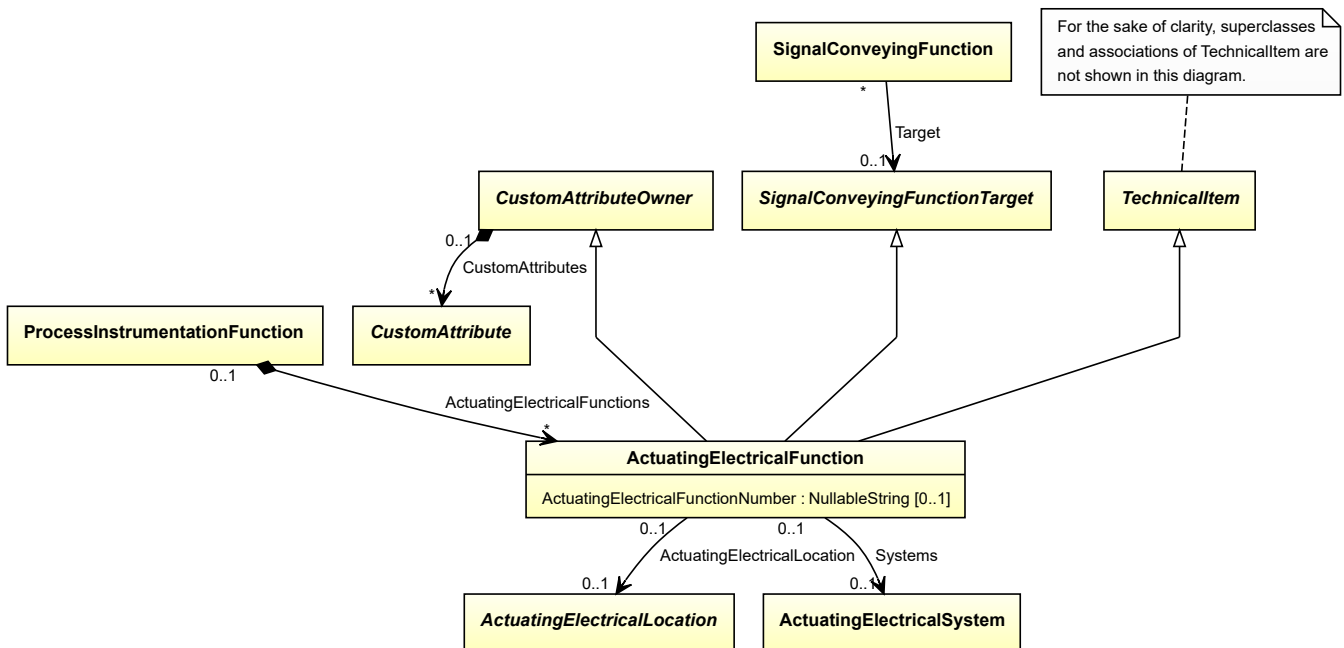 For the sake of clarity, superclasses
and associations of TechnicalItem are
not shown in this diagram.
SignalConveyingFunction
*
Target
0..1
CustomAttributeOwner
SignalConveyingFunctionTarget
TechnicalItem
0..1
CustomAttributes
*
ProcessInstrumentationFunction
CustomAttribute
0..1
ActuatingElectricalFunctions
*
ActuatingElectricalFunction
ActuatingElectricalFunctionNumber : NullableString [0..1]
0..1
0..1
ActuatingElectricalLocation
Systems
0..1
0..1
ActuatingElectricalLocation
ActuatingElectricalSystem